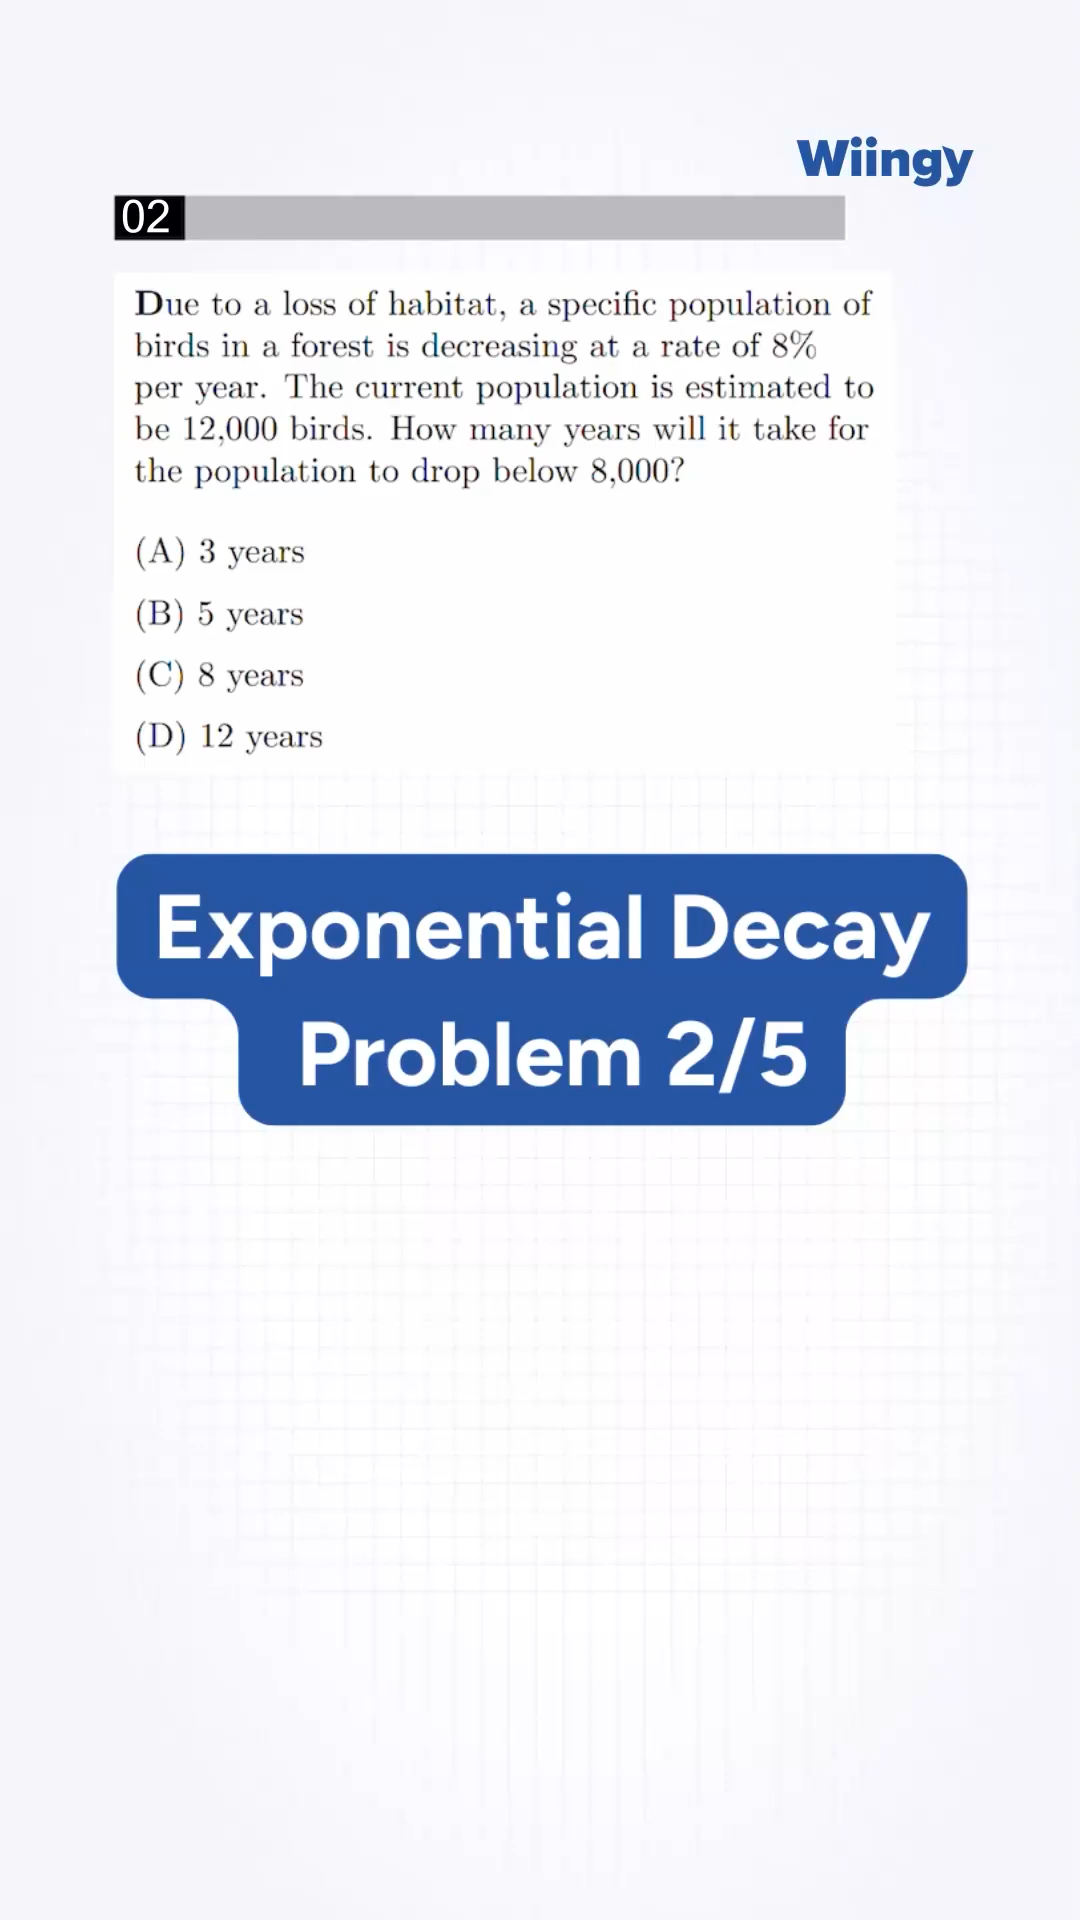 Wiingy
02
Due to a loss of habitat, a specific population of
birds in a forest is decreasing at a rate of 8%
per year. The current population is estimated to
be 12,000 birds. How many years will it take for
the population to drop below 8,000?
(A) 3 years
(B) 5 years
(C) 8 years
(D) 12 years
Exponential Decay
Problem 2/5